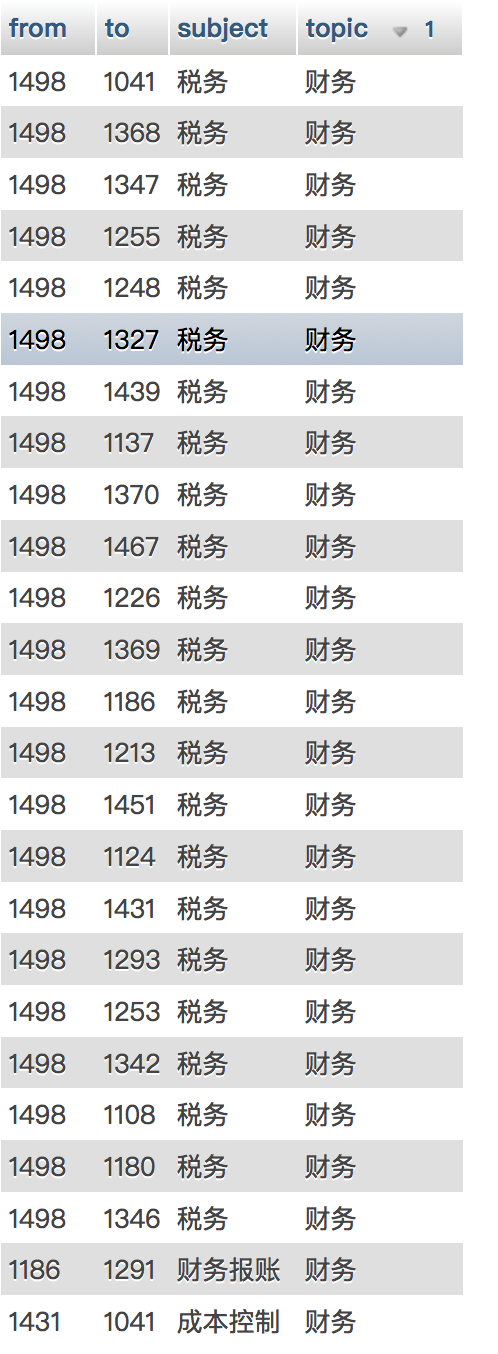 from to subject topic 1
1498 1041 税务 财务
1498 1368 税务 财务
1498 1347 税务 财务
1498 1255 税务 财务
1498 1248 税务 财务
1498 1327 税务 财务
1498 1439 税务 财务
1498 1137 税务 财务
1498 1370 税务 财务
1498 1467 税务 财务
1498 1226 税务 财务
1498 1369 税务 财务
1498 1186 税务 财务
1498 1213 税务 财务
1498 1451 税务 财务
1498 1124 税务 财务
1498 1431 税务 财务
1498 1293 税务 财务
1498 1253 税务 财务
1498 1342 税务 财务
1498 1108 税务 财务
1498 1180 税务 财务
1498 1346 税务 财务
1186 1291 财务报账 财务
1431 1041 成本控制 财务